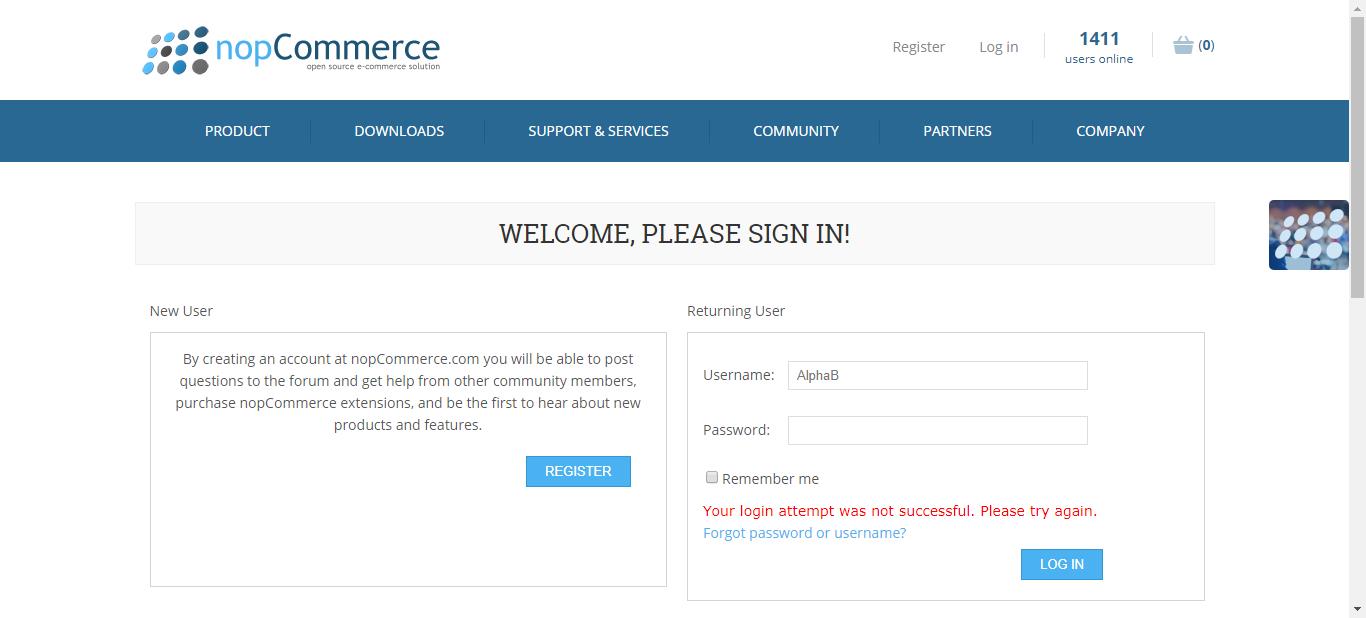 nopCommerce
open source e-commerce solution
Register Log in 1411 (0)
users online
PRODUCT DOWNLOADS SUPPORT & SERVICES COMMUNITY PARTNERS COMPANY
WELCOME, PLEASE SIGN IN!
New User
By creating an account at nopCommerce.com you will be able to post
questions to the forum and get help from other community members,
purchase nopCommerce extensions, and be the first to hear about new
products and features.
REGISTER
Returning User
Username: AlphaB
Password:
Remember me
Your login attempt was not successful. Please try again.
Forgot password or username?
LOG IN